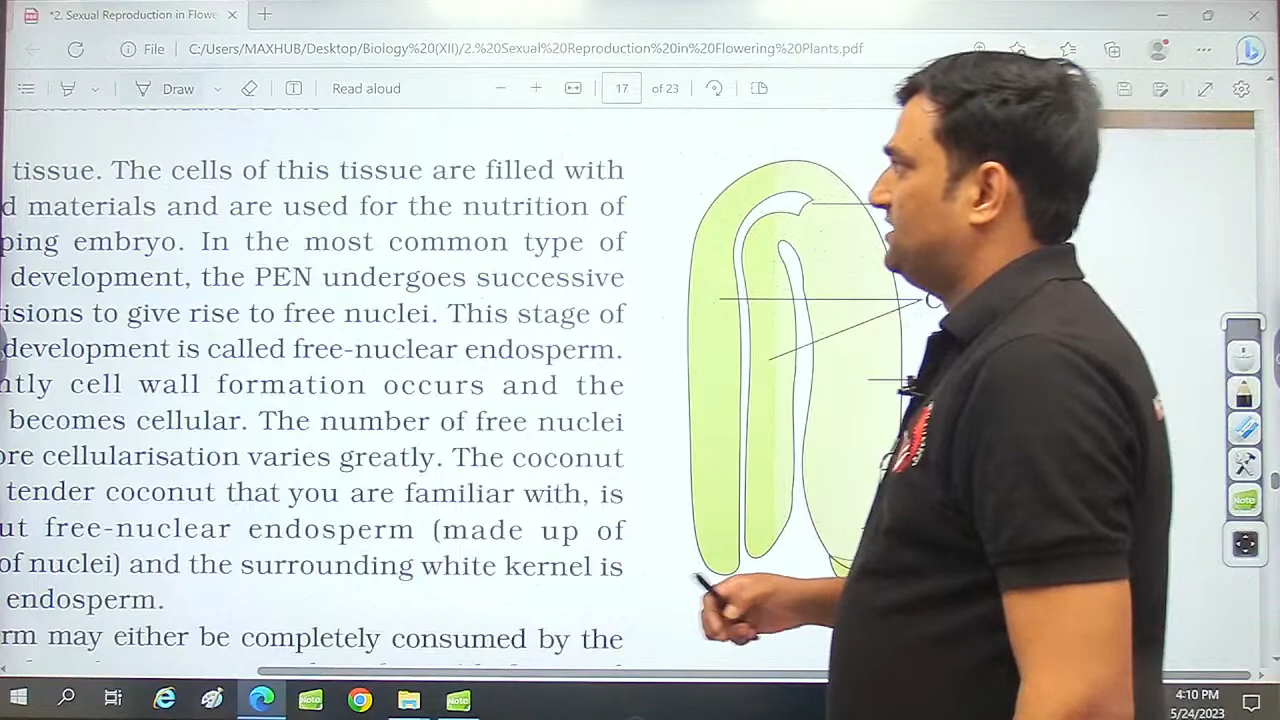 *2. Sexual Reproduction in Flowe
File
C:/Users/MAXHUB/Desktop/Biology%20(XII)/2.%20Sexual%20Reproduction%20in%20Flowering%20Plants.pdf
Draw
Read aloud
17
of 23
tissue. The cells of this tissue are filled with
d materials and are used for the nutrition of
ping embryo. In the most common type of
development, the PEN undergoes successive
isions to give rise to free nuclei. This stage of
development is called free-nuclear endosperm.
ntly cell wall formation occurs and the
becomes cellular. The number of free nuclei
ore cellularisation varies greatly. The coconut
tender coconut that you are familiar with, is
ut free-nuclear endosperm (made up of
of nuclei) and the surrounding white kernel is
endosperm.
rm may either be completely consumed by the
C
Note
Note
Note
4:10 PM
5/24/2023